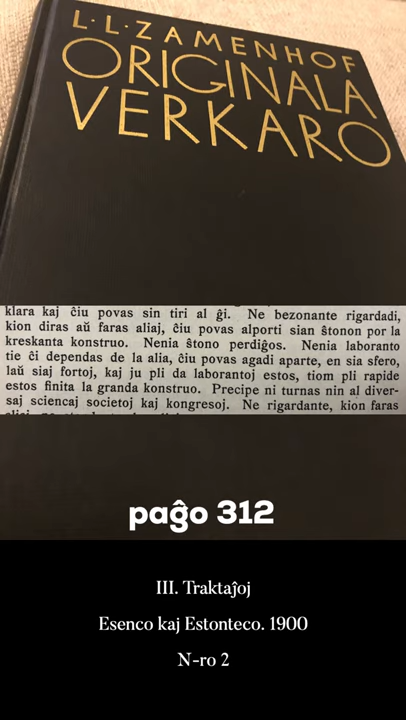 L·L·ZAMENHOF
ORIGINALA
VERKARO
klara kaj ĉiu povas sin tiri al ĝi. Ne bezonante rigardadi,
kion diras aŭ faras aliaj, ĉiu povas alporti sian ŝtonon por la
kreskanta konstruo. Nenia ŝtono perdiĝos. Nenia laboranto
tie ĉi dependas de la alia, ĉiu povas agadi aparte, en sia sfero,
laŭ siaj fortoj, kaj ju pli da laborantoj estos, tiom pli rapide
estos finita la granda konstruo. Precipe ni turnas nin al diver-
saj sciencaj societoj kaj kongresoj. Ne rigardante, kion faras
paĝo 312
III. Traktaĵoj
Esenco kaj Estonteco. 1900
N-ro 2